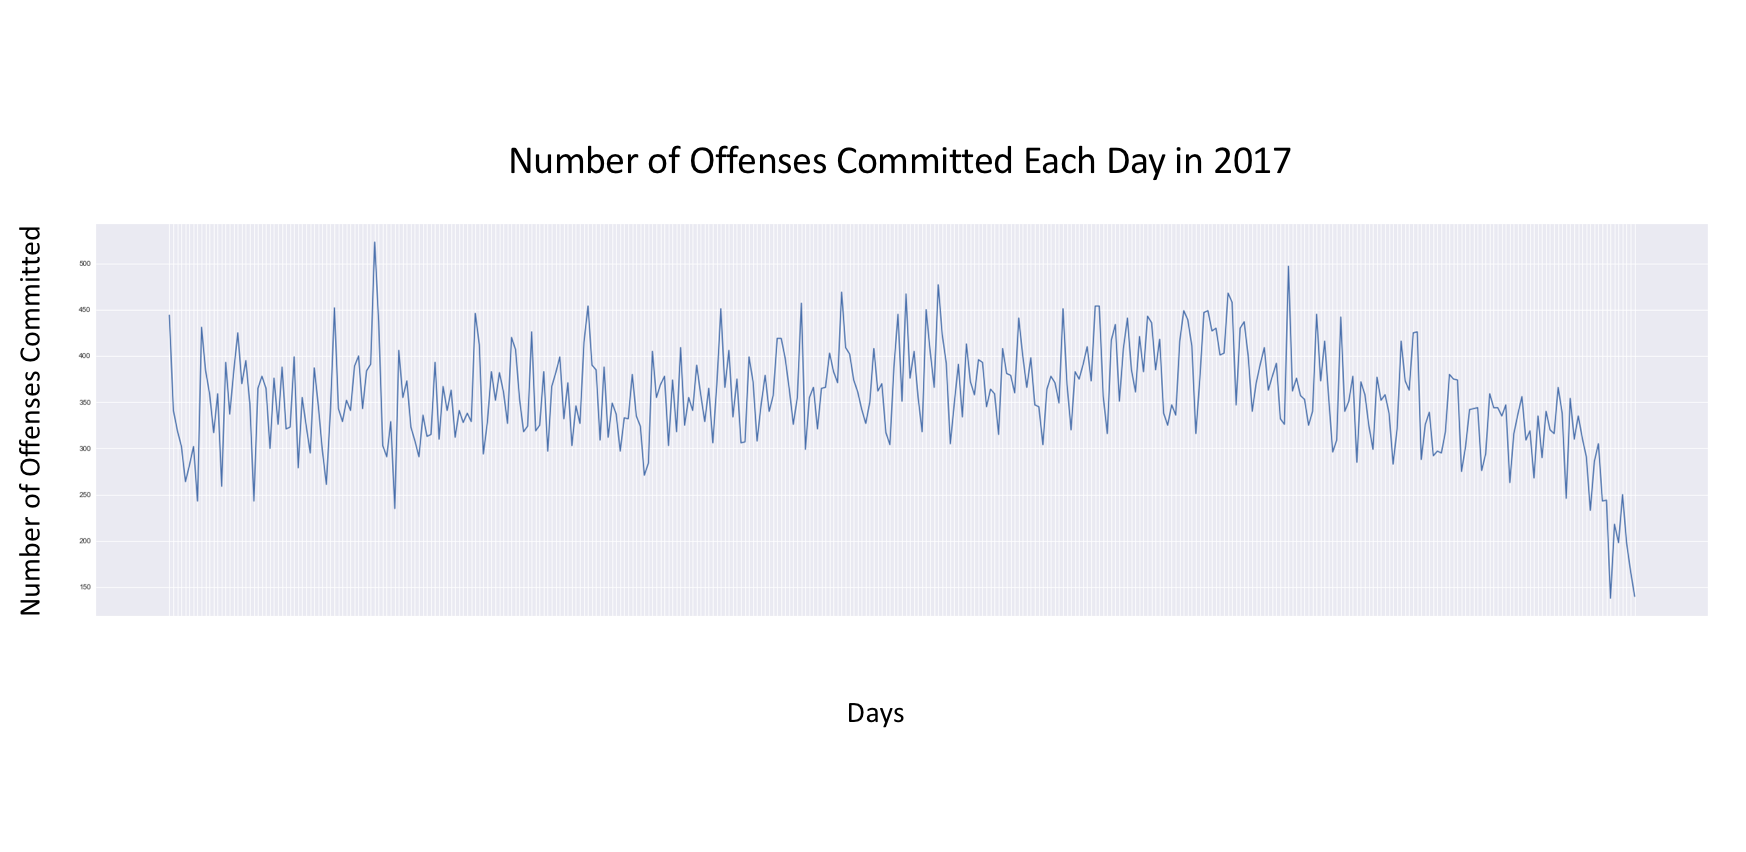 Number of Offenses Committed Each Day in 2017
Number of Offenses Committed
500
450
400
350
300
250
200
150
Days